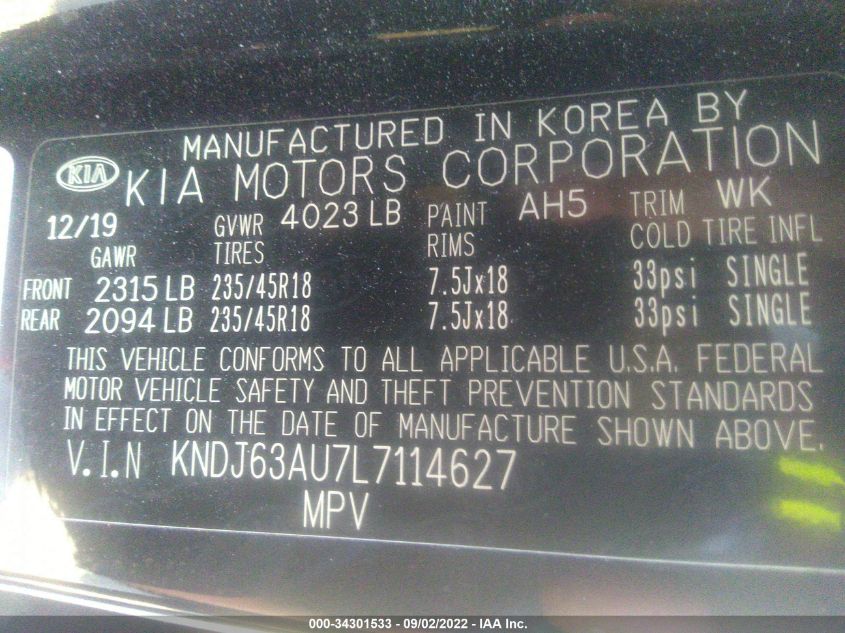 MANUFACTURED IN KOREA BY
KIA KIA MOTORS CORPORATION
12/19 GVWR 4023 LB PAINT AH5 TRIM WK
GAWR TIRES RIMS COLD TIRE INFL
FRONT 2315 LB 235/45R18 7.5Jx18 33psi SINGLE
REAR 2094 LB 235/45R18 7.5Jx18 33psi SINGLE
THIS VEHICLE CONFORMS TO ALL APPLICABLE U.S.A. FEDERAL
MOTOR VEHICLE SAFETY AND THEFT PREVENTION STANDARDS
IN EFFECT ON THE DATE OF MANUFACTURE SHOWN ABOVE.
V.I.N KNDJ63AU7L7114627
MPV
000-34301533 - 09/02/2022 - IAA Inc.